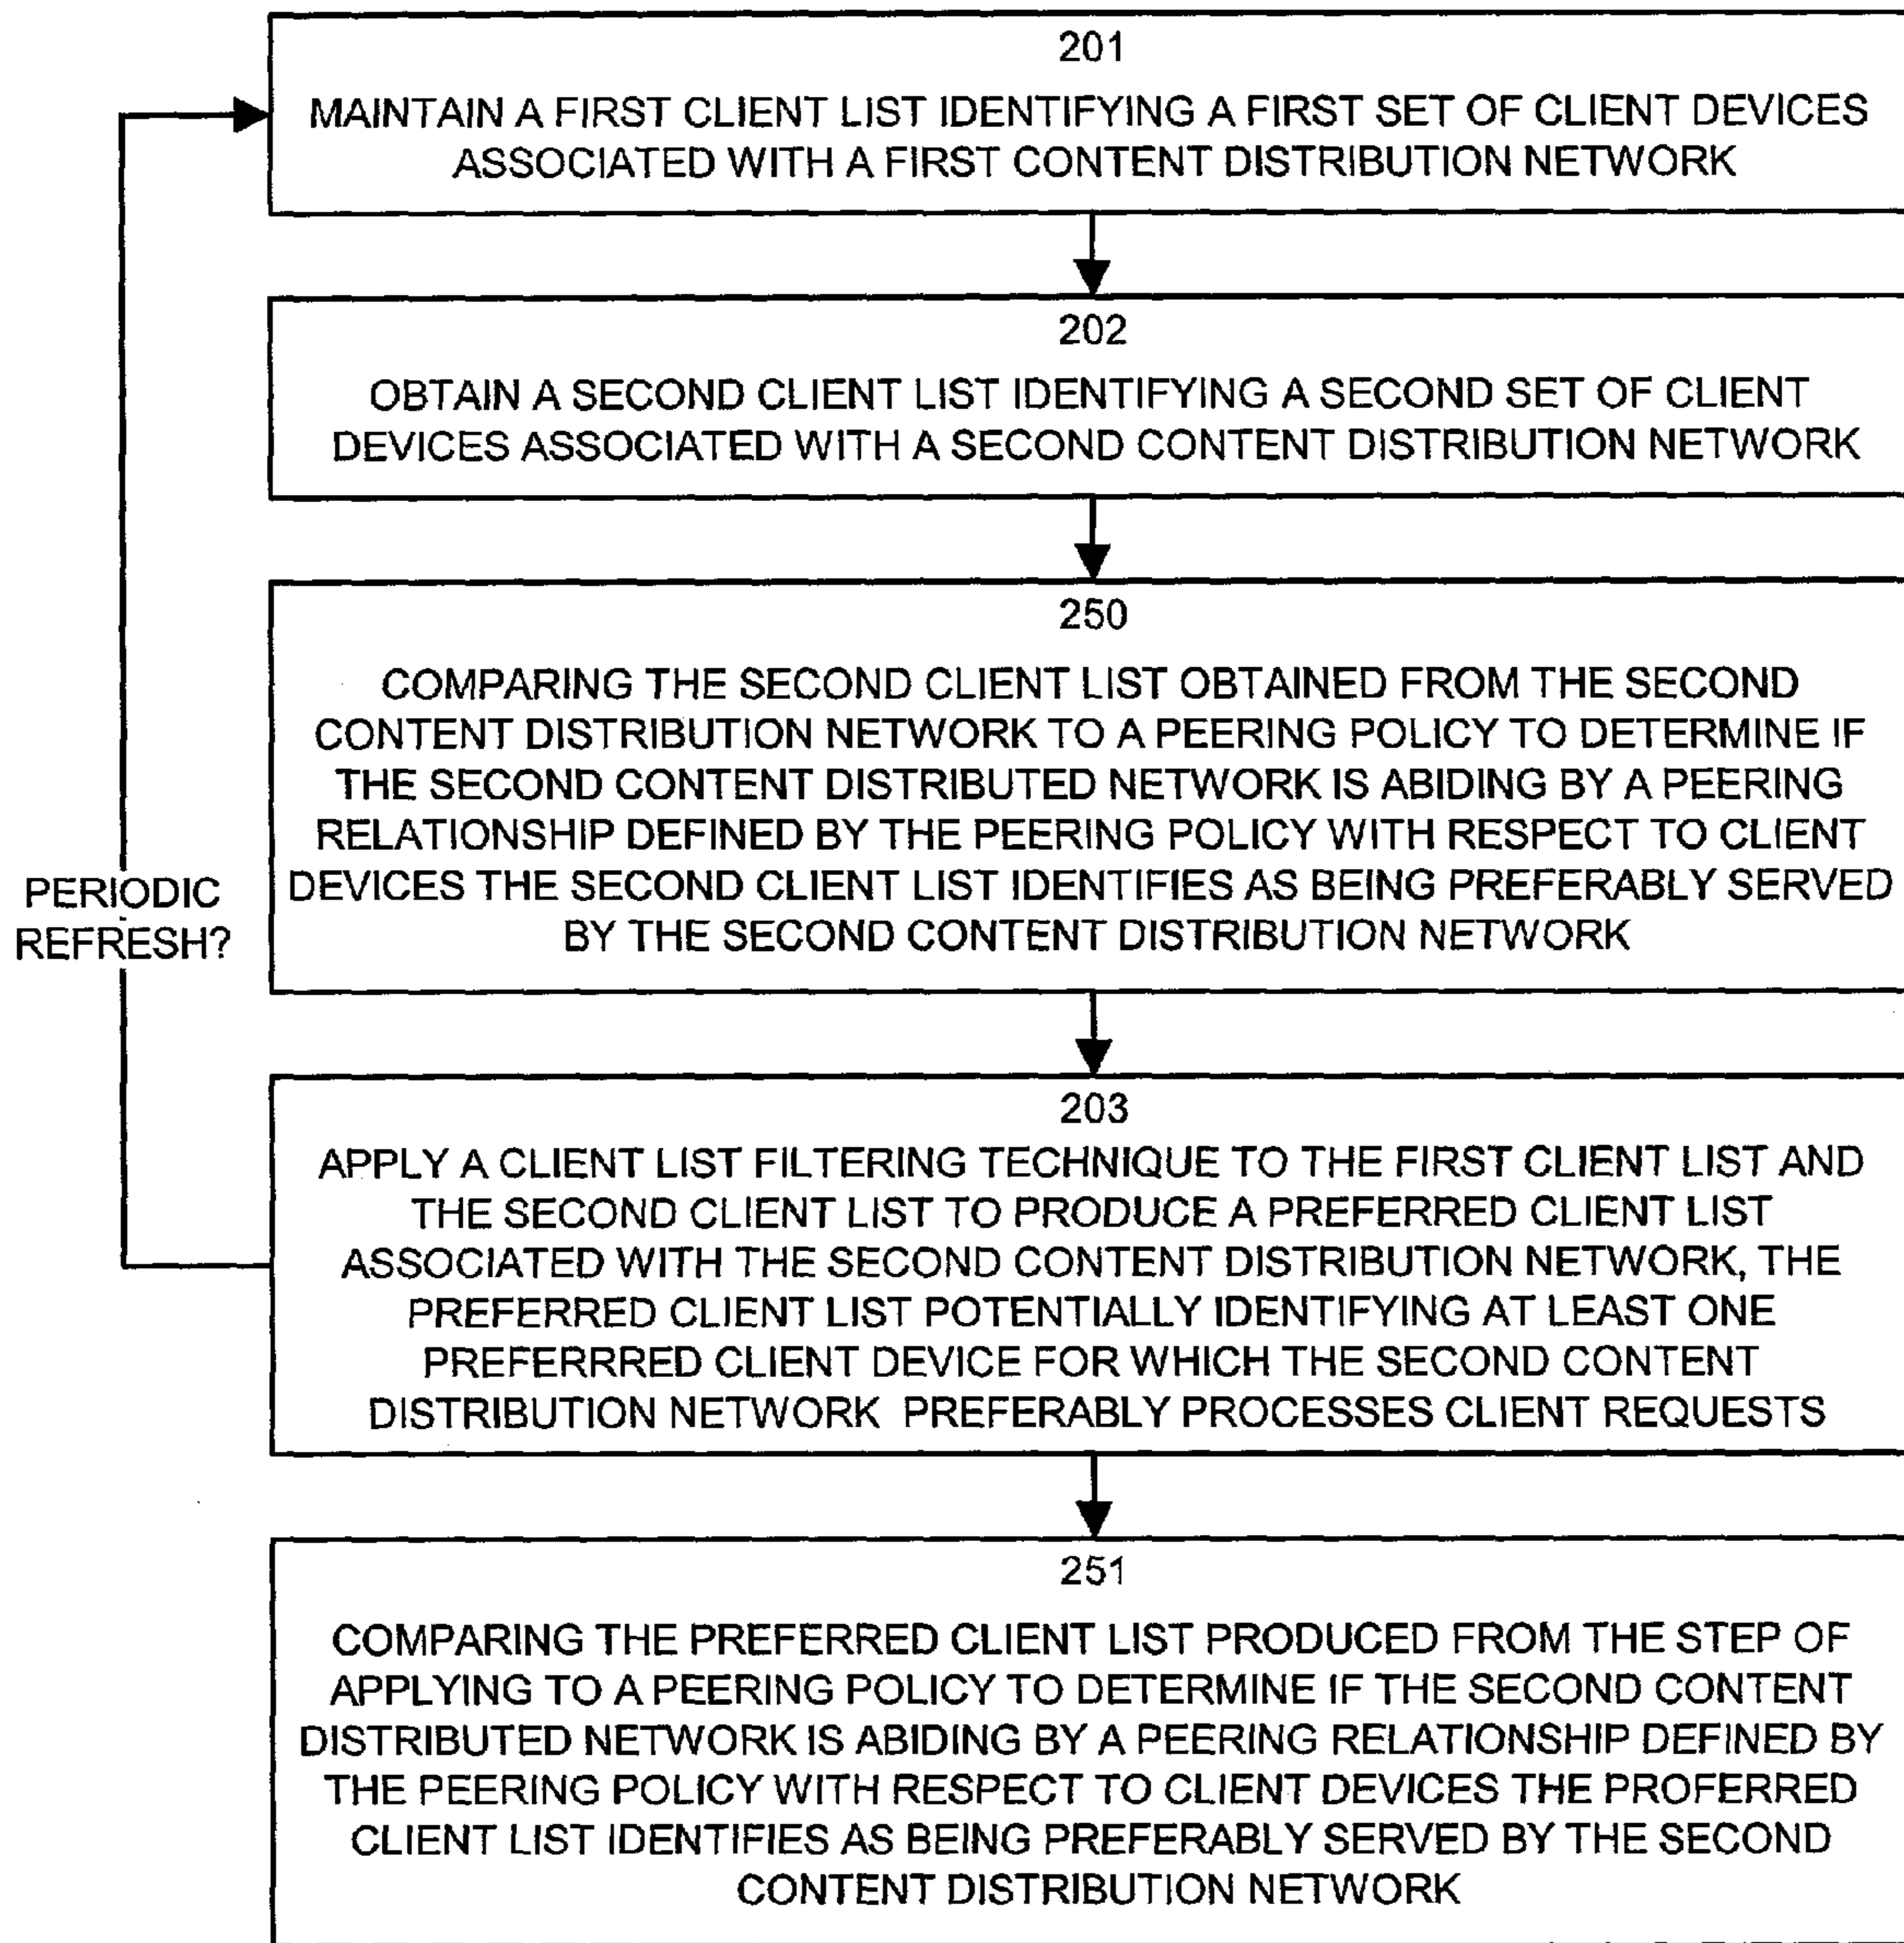 201
MAINTAIN A FIRST CLIENT LIST IDENTIFYING A FIRST SET OF CLIENT DEVICES
ASSOCIATED WITH A FIRST CONTENT DISTRIBUTION NETWORK
202
OBTAIN A SECOND CLIENT LIST IDENTIFYING A SECOND SET OF CLIENT
DEVICES ASSOCIATED WITH A SECOND CONTENT DISTRIBUTION NETWORK
250
COMPARING THE SECOND CLIENT LIST OBTAINED FROM THE SECOND
CONTENT DISTRIBUTION NETWORK TO A PEERING POLICY TO DETERMINE IF
THE SECOND CONTENT DISTRIBUTED NETWORK IS ABIDING BY A PEERING
RELATIONSHIP DEFINED BY THE PEERING POLICY WITH RESPECT TO CLIENT
DEVICES THE SECOND CLIENT LIST IDENTIFIES AS BEING PREFERABLY SERVED
BY THE SECOND CONTENT DISTRIBUTION NETWORK
PERIODIC
REFRESH?
203
APPLY A CLIENT LIST FILTERING TECHNIQUE TO THE FIRST CLIENT LIST AND
THE SECOND CLIENT LIST TO PRODUCE A PREFERRED CLIENT LIST
ASSOCIATED WITH THE SECOND CONTENT DISTRIBUTION NETWORK, THE
PREFERRED CLIENT LIST POTENTIALLY IDENTIFYING AT LEAST ONE
PREFERRRED CLIENT DEVICE FOR WHICH THE SECOND CONTENT
DISTRIBUTION NETWORK PREFERABLY PROCESSES CLIENT REQUESTS
251
COMPARING THE PREFERRED CLIENT LIST PRODUCED FROM THE STEP OF
APPLYING TO A PEERING POLICY TO DETERMINE IF THE SECOND CONTENT
DISTRIBUTED NETWORK IS ABIDING BY A PEERING RELATIONSHIP DEFINED BY
THE PEERING POLICY WITH RESPECT TO CLIENT DEVICES THE PROFERRED
CLIENT LIST IDENTIFIES AS BEING PREFERABLY SERVED BY THE SECOND
CONTENT DISTRIBUTION NETWORK